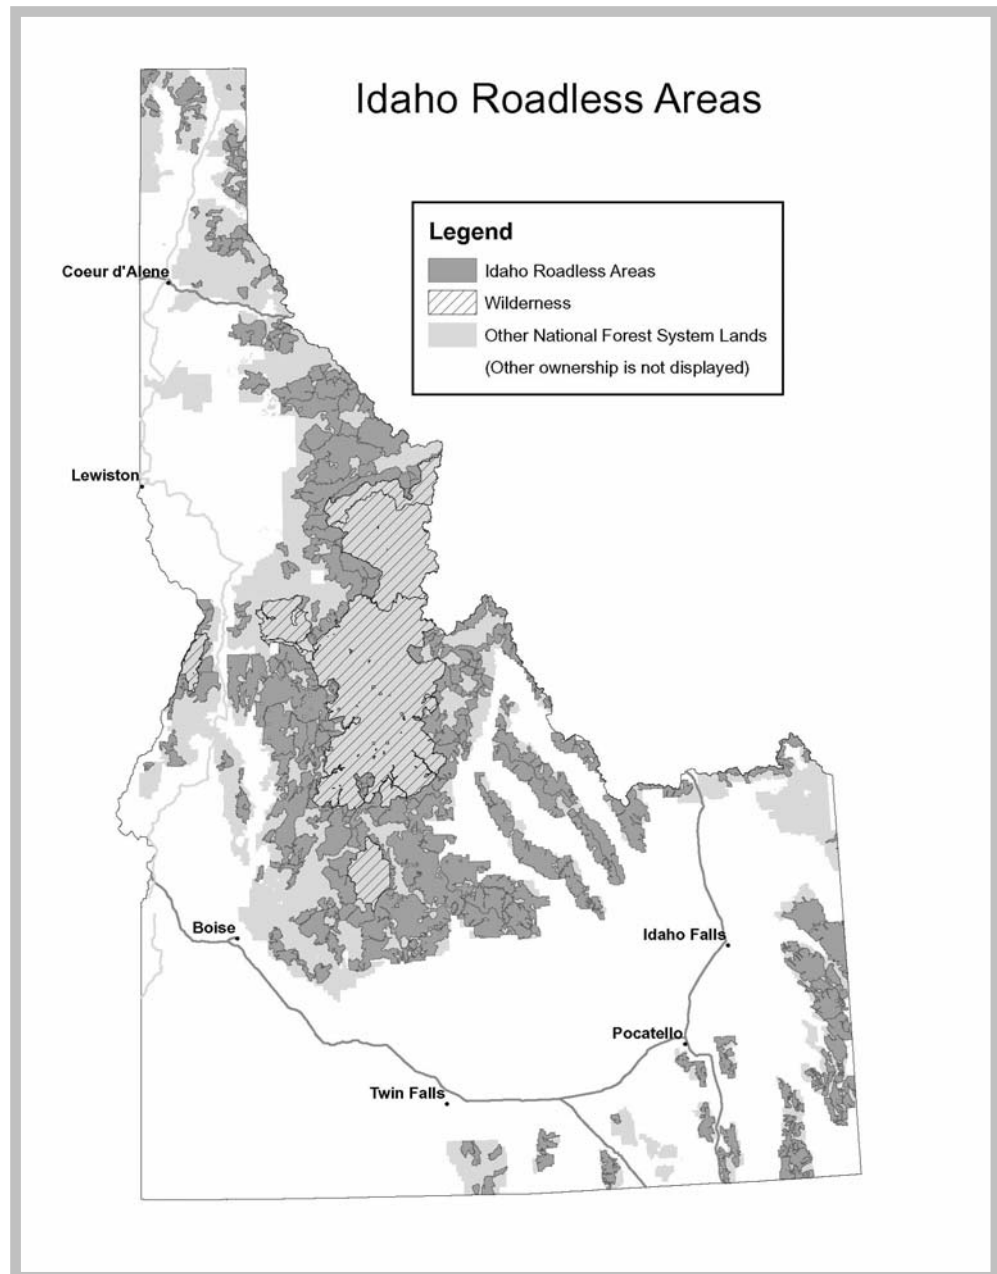 Idaho Roadless Areas
Legend
Idaho Roadless Areas
Wilderness
Other National Forest System Lands
(Other ownership is not displayed)
Coeur d'Alene
Lewiston
Boise
Idaho Falls
Pocatello
Twin Falls